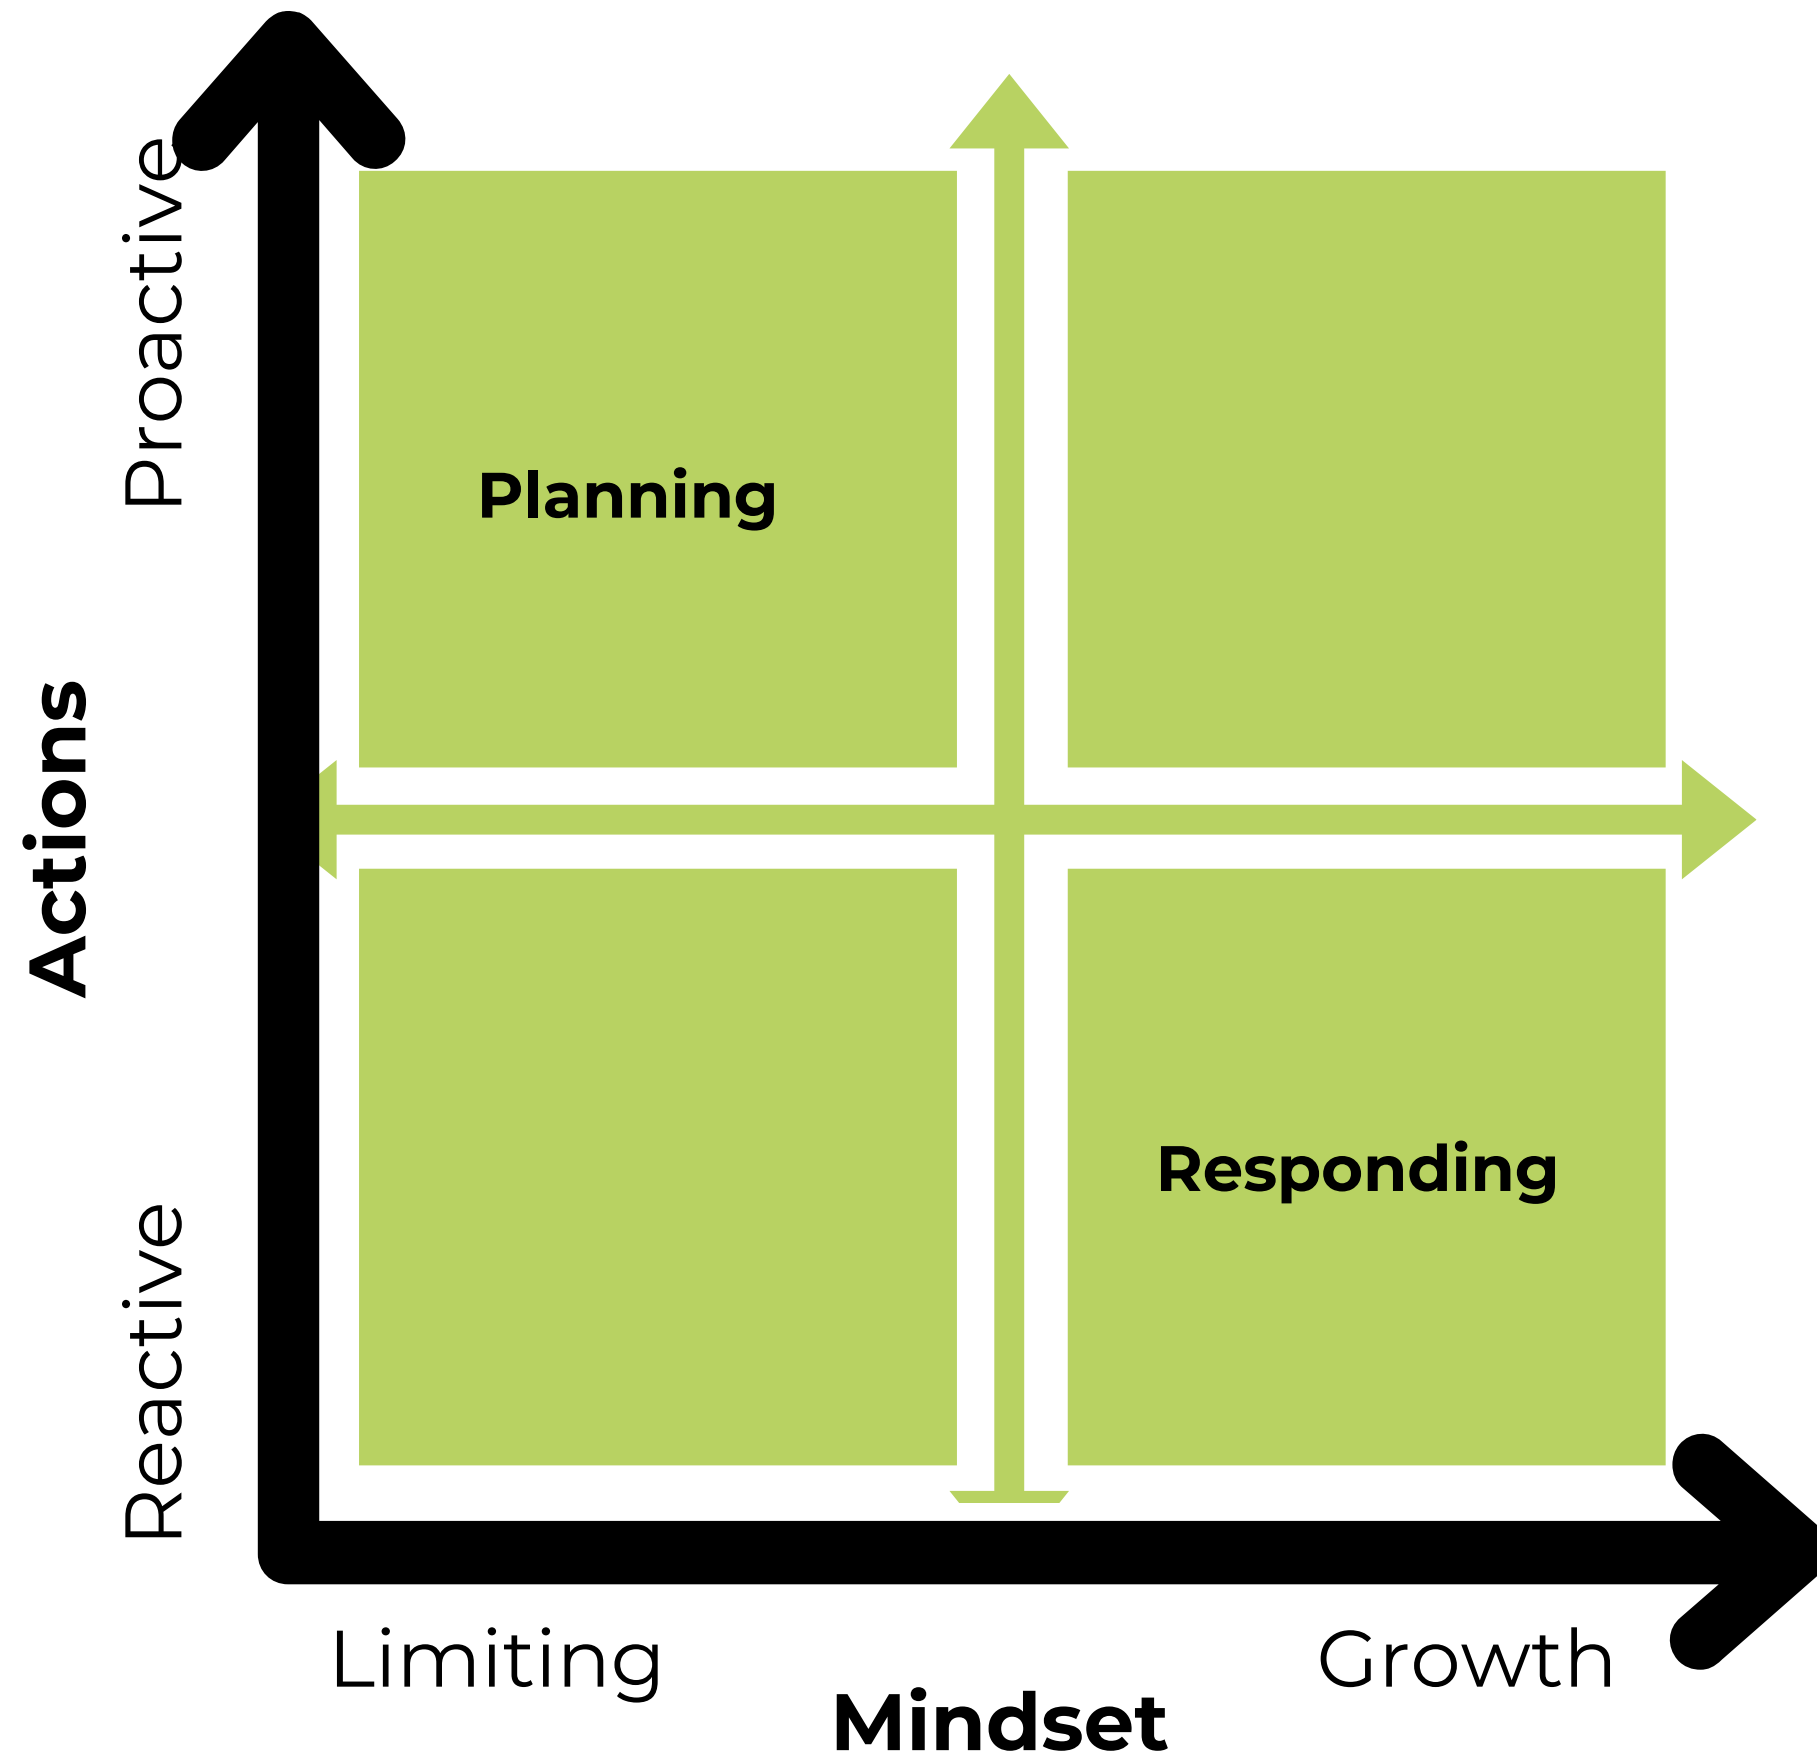 Proactive
Planning
Actions
Responding
Reactive
Limiting
Growth
Mindset